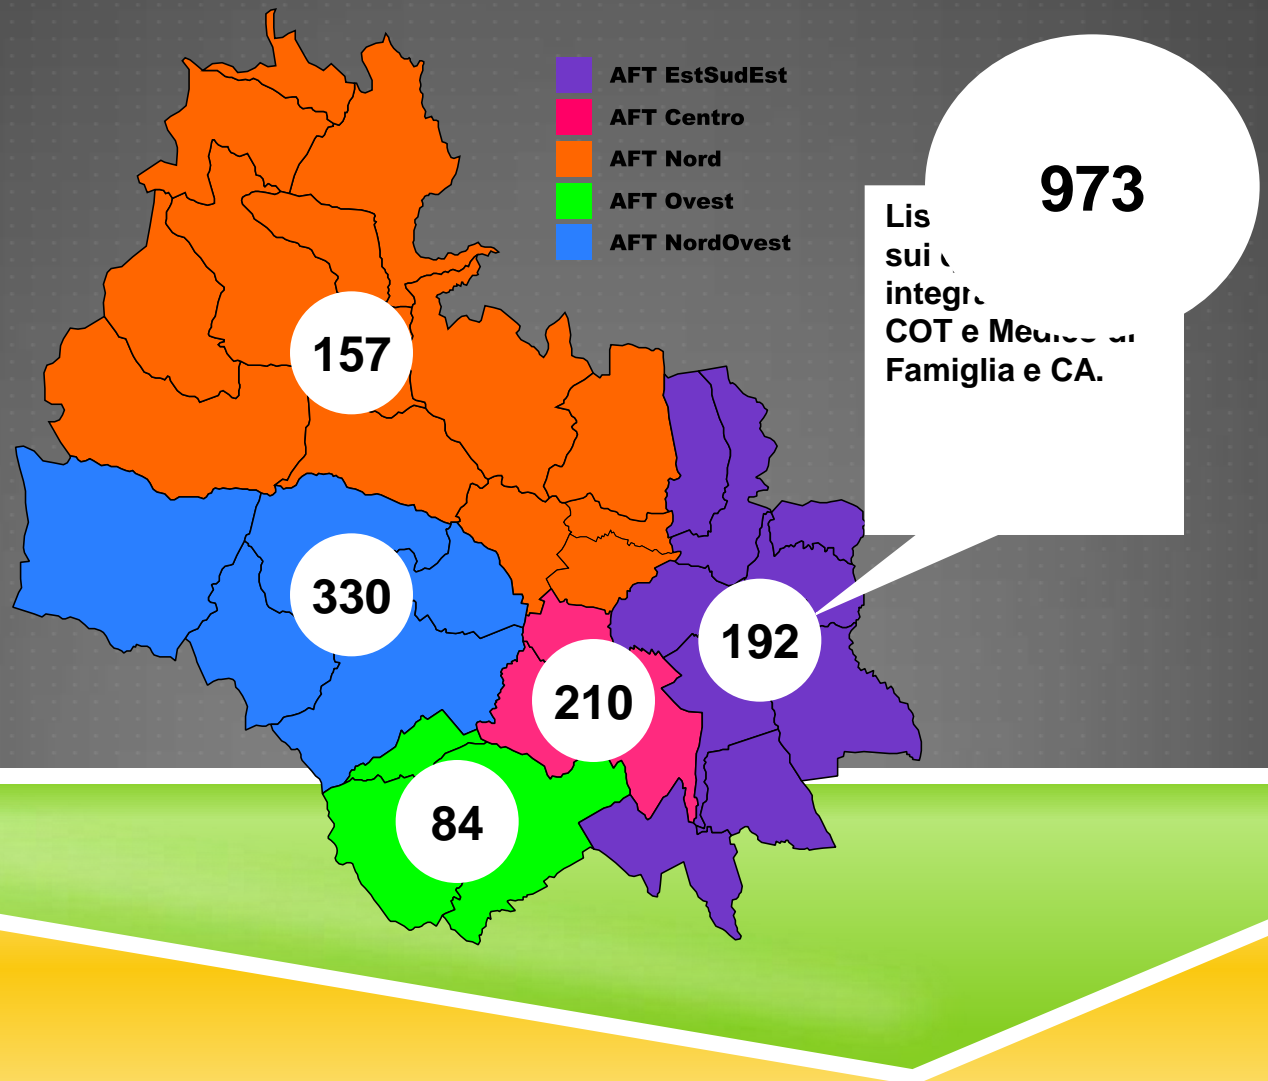 AFT EstSudEst
AFT Centro
AFT Nord
AFT Ovest
AFT NordOvest
973
Lis
sui
integr
COT e
Famiglia e CA.
157
330
192
210
84